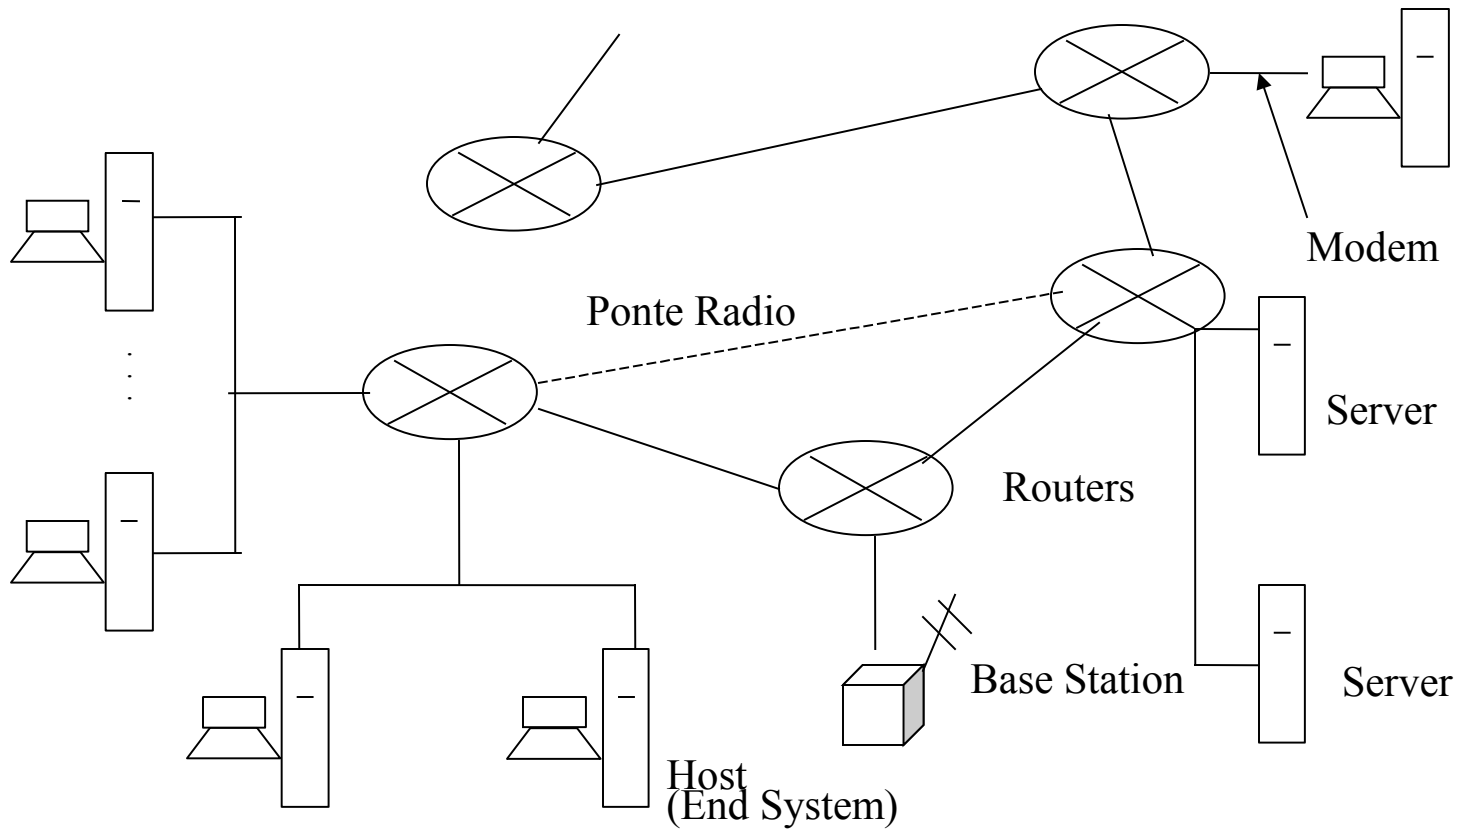 Modem
Ponte Radio
Server
Routers
Base Station
Server
Host
(End System)